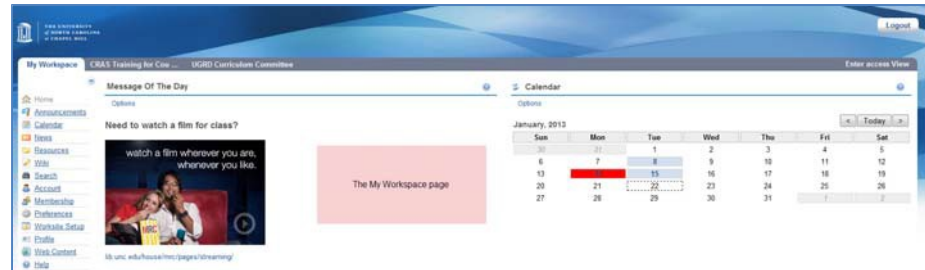 THE UNIVERSITY
of NORTH CAROLINA
at CHAPEL HILL
Logout
My Workspace CRAS Training for Cou ... UGRD Curriculum Committee Enter access View
Home
Announcements
Calendar
News
Resources
Wiki
Search
Account
Membership
Preferences
Worksite Setup
Profile
Web Content
Help
Message Of The Day
Options
Need to watch a film for class?
watch a film wherever you are,
whenever you like.
MRC
lib.unc.edu/house/mrc/pages/streaming/
The My Workspace page
Calendar
Options
January, 2013
< Today >
Sun Mon Tue Wed Thu Fri Sat
30 31 1 2 3 4 5
6 7 8 9 10 11 12
13 15 16 17 18 19
20 21 22 23 24 25 26
27 28 29 30 31 1 2